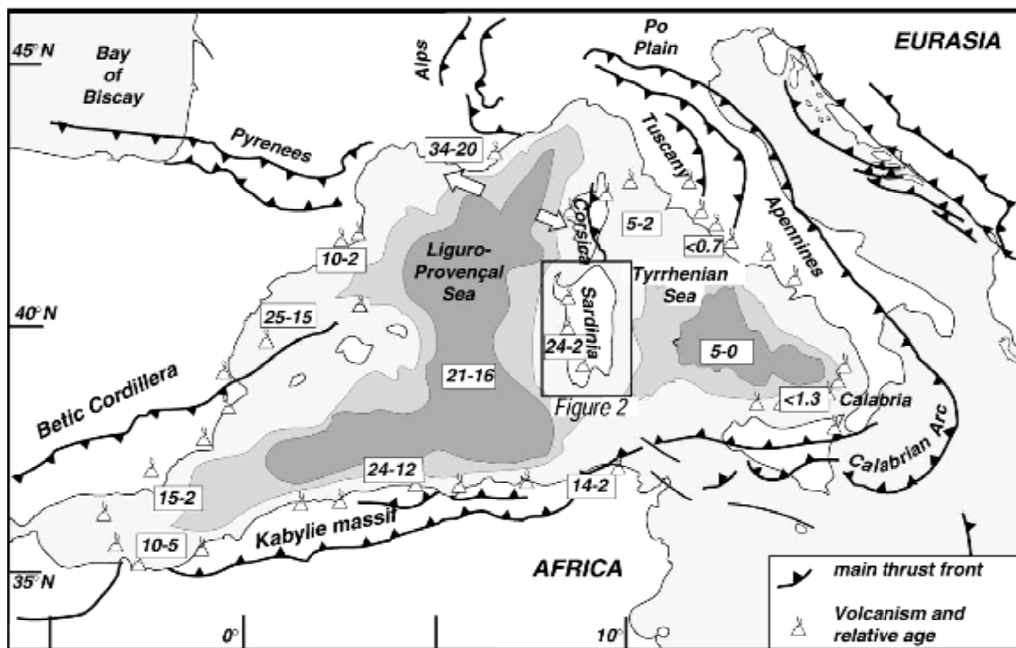 45° N
Bay
of
Biscay
Alps
Po
Plain
EURASIA
Pyrenees
34-20
Tuscany
Corsica
5-2
Apennines
<0.7
10-2
Liguro-
Provençal
Sea
Tyrrhenian
Sea
40° N
25-15
Sardinia
24-2
5-0
21-16
<1.3
Calabria
Figure 2
Betic Cordillera
Calabrian Arc
24-12
14-2
15-2
Kabylie massif
10-5
35° N
AFRICA
main thrust front
Volcanism and
relative age
0°
10°